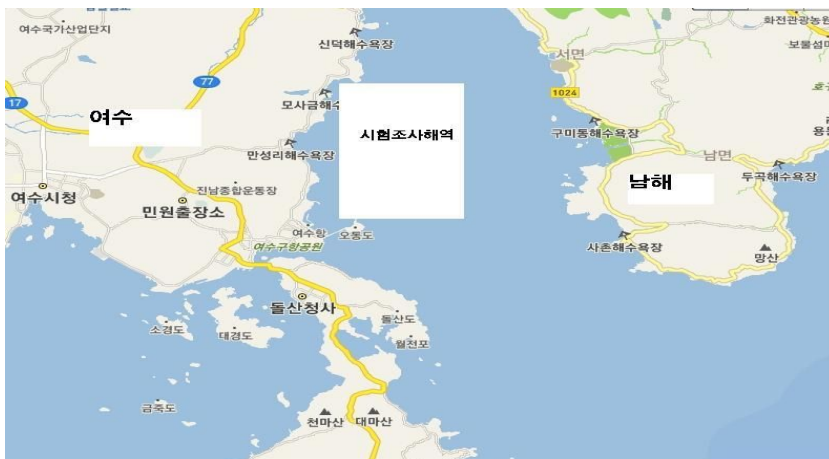 여수국가산업단지
신덕해수욕장
화전관광농원
서면
보물섬
77
17
1024
모사금해수
여수
시험조사해역
구미동해수욕장
만성리해수욕장
남면
두곡해수욕장
용
남해
진남종합운동장
여수시청
민원출장소
여수항
오동도
여수구항공원
사촌해수욕장
망산
돌산청사
돌산도
소경도
대경도
월전포
금죽도
천마산
대마산